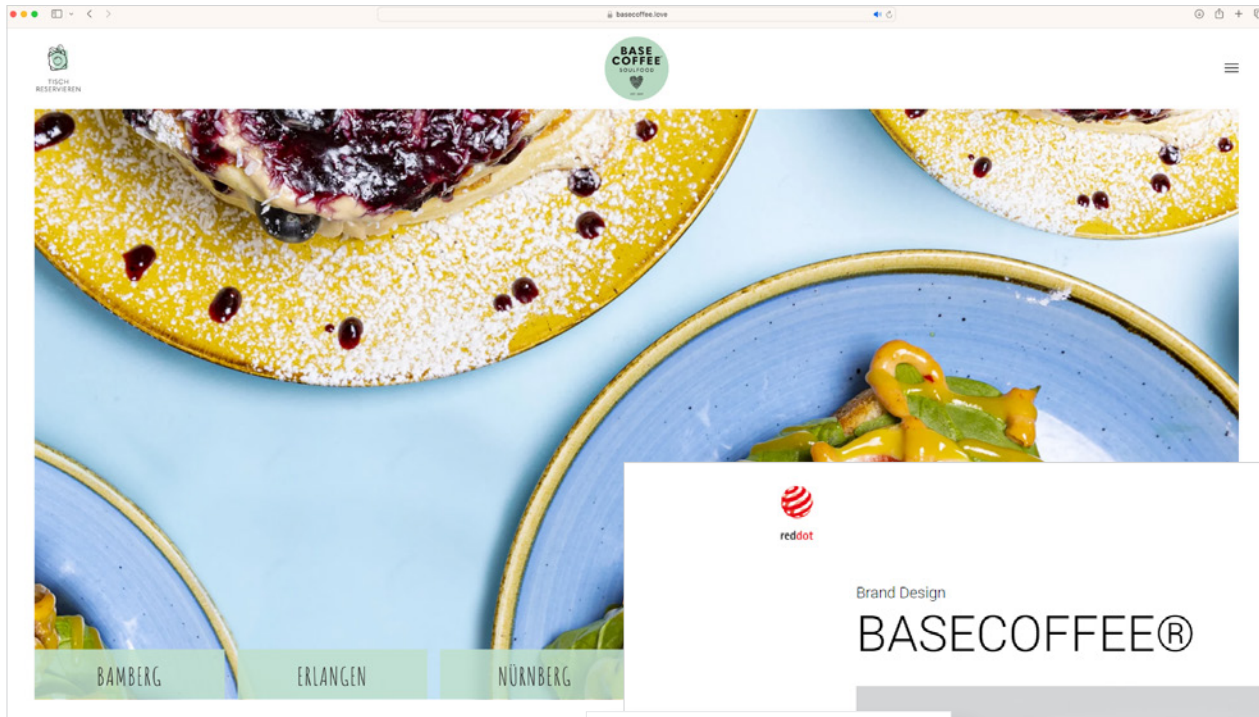 basecoffee.love
TISCH
RESERVIEREN
BASE
COFFEE
SOULFOOD
BAMBERG
ERLANGEN
NÜRNBERG
reddot
Brand Design
BASECOFFEE®